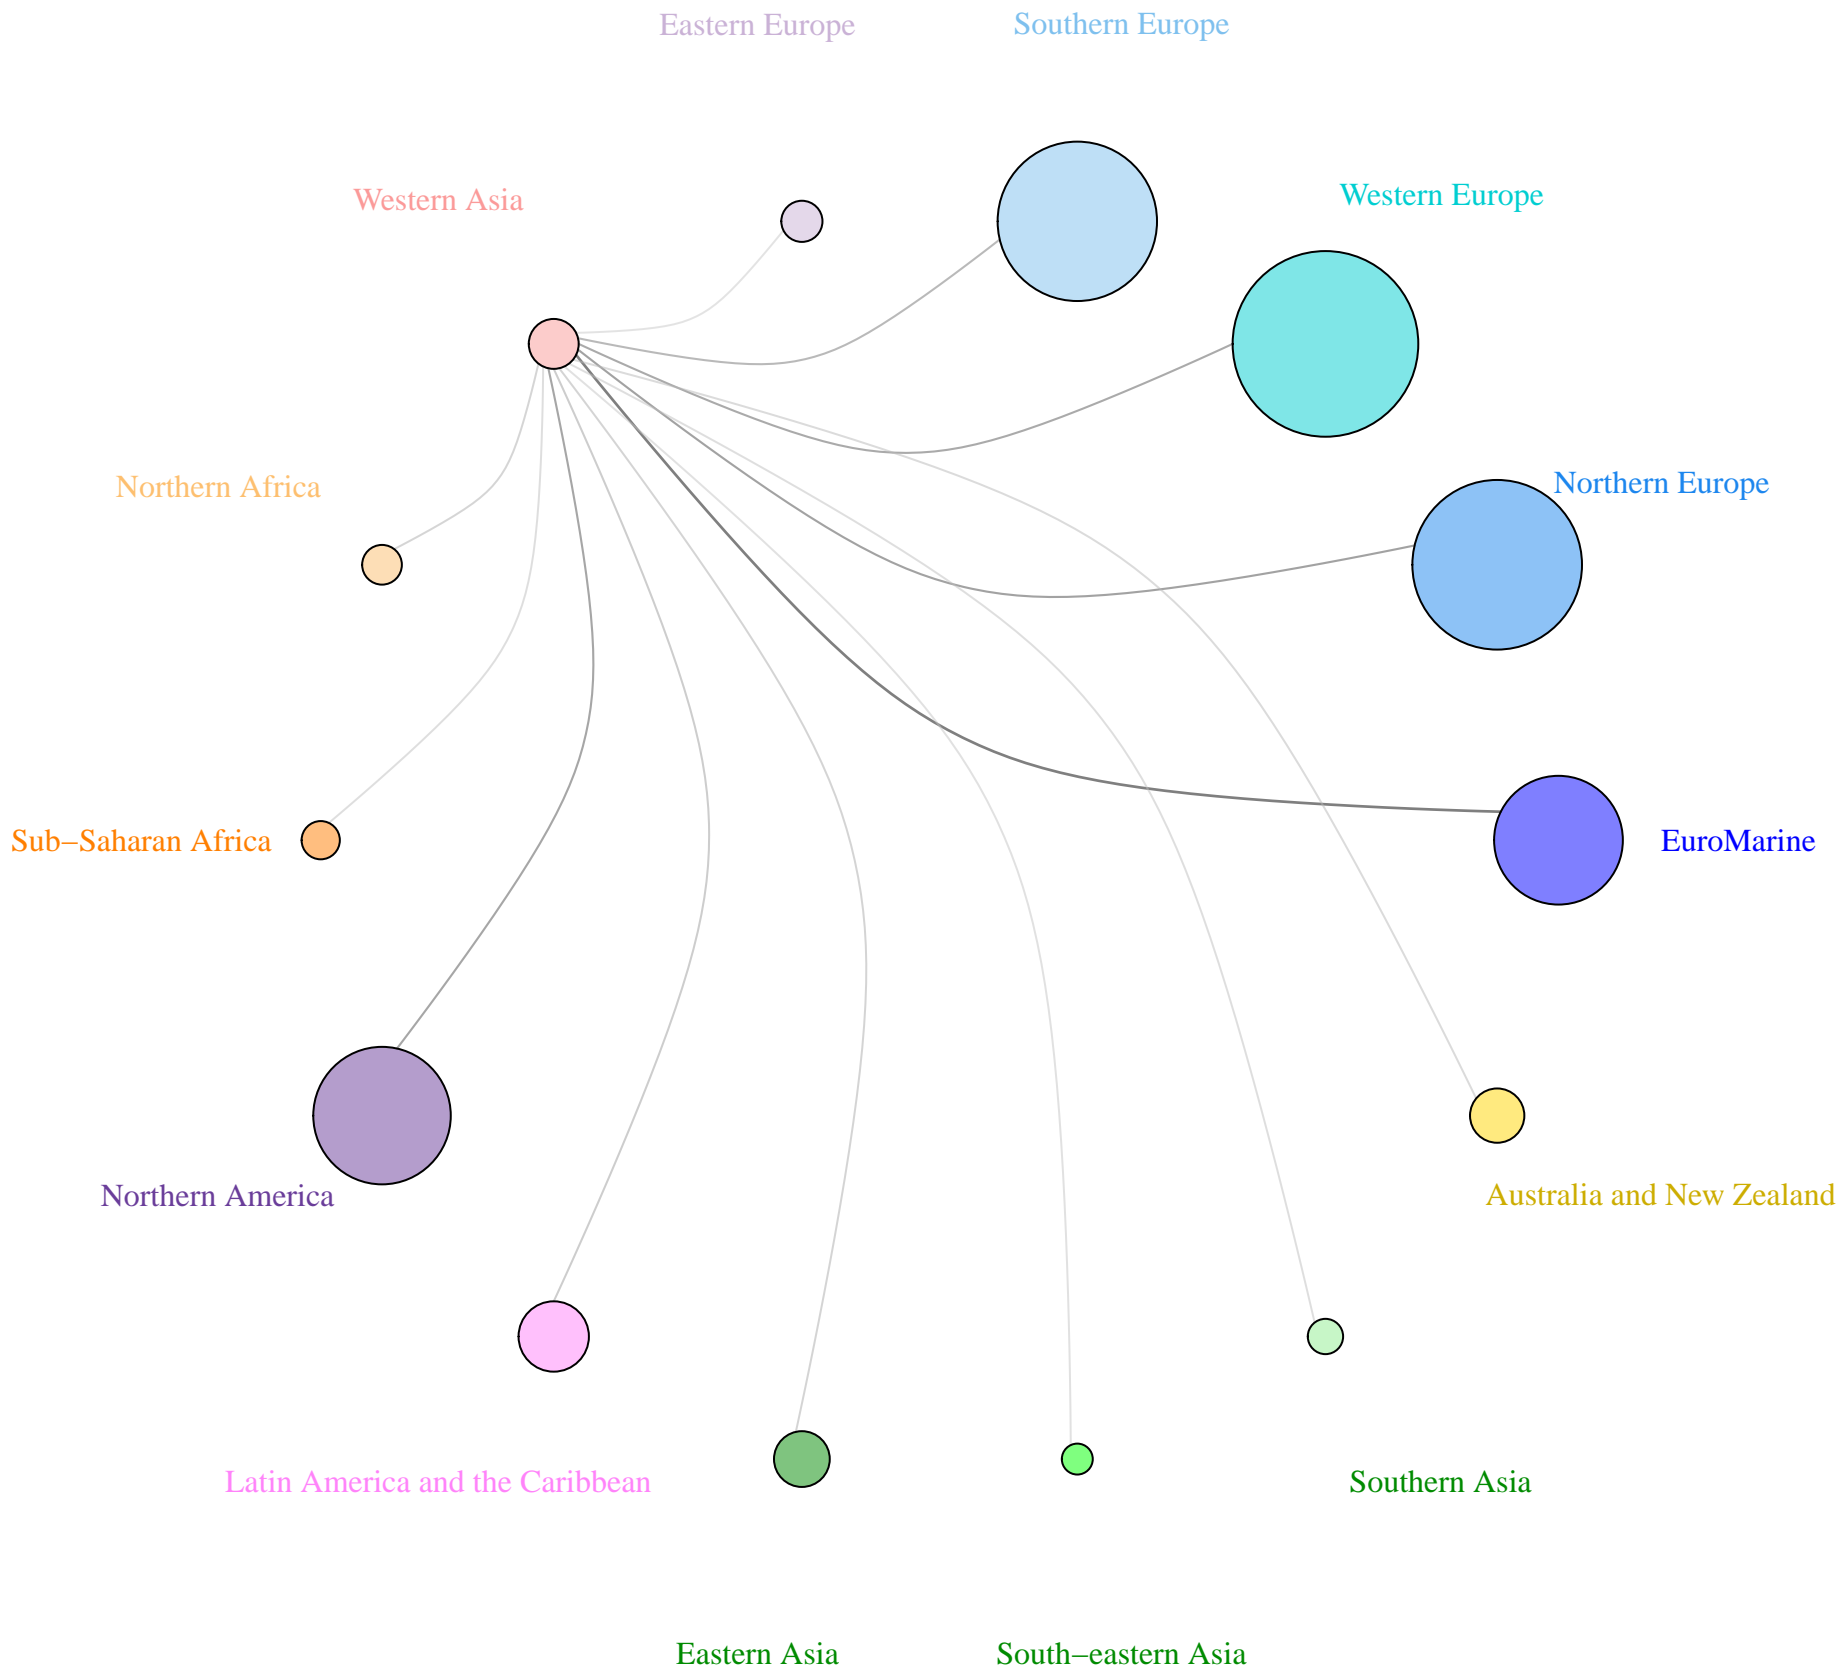 Eastern Europe
Southern Europe
Western Asia
Western Europe
Northern Africa
Northern Europe
Sub−Saharan Africa
EuroMarine
Northern America
Australia and New Zealand
Latin America and the Caribbean
Southern Asia
Eastern Asia
South−eastern Asia